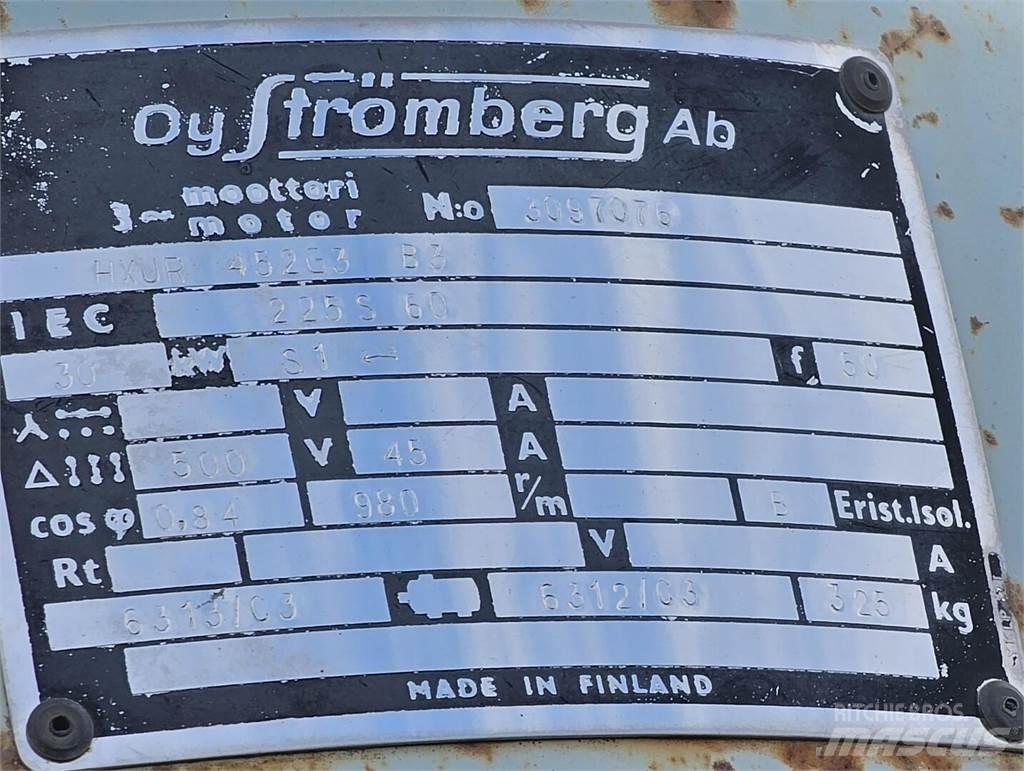 Oy Strömberg Ab
3~ moottori motor N:o 3097076
HXUR 452G3 B3
IEC 225 S 60
30 kW S1 f 50
V A
Δ 500 V 45 A
cos φ 0,84 980 r/m B Erist.Isol.
Rt V A
6313/C3 6312/C3 325 kg
MADE IN FINLAND
RITCHIE BROS
MASCUS